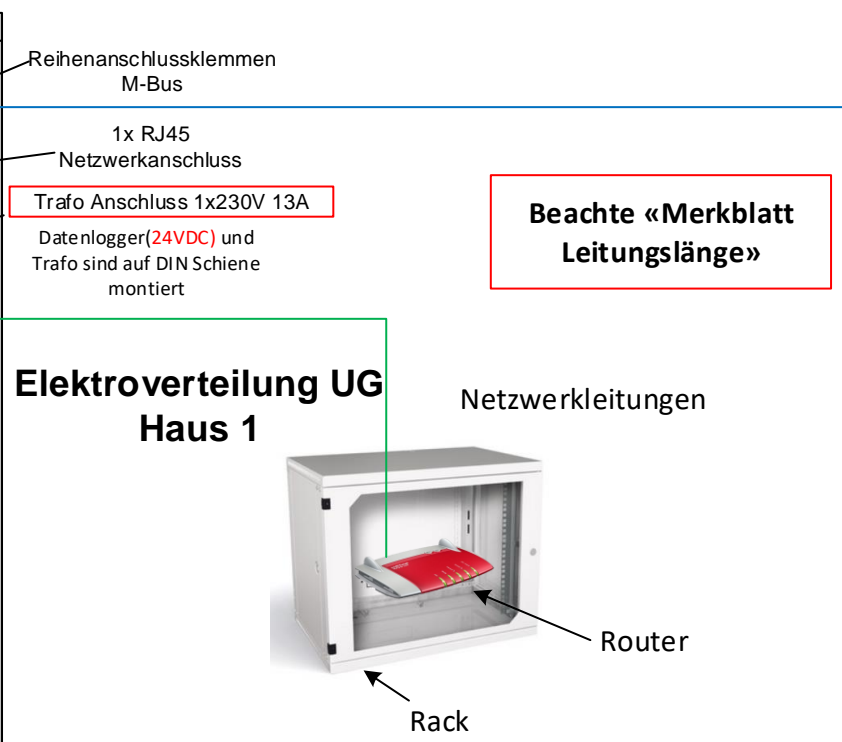 Reihenanschlussklemmen
M-Bus
1x RJ45
Netzwerkanschluss
Trafo Anschluss 1x230V 13A
Datenlogger(24VDC) und
Trafo sind auf DIN Schiene
montiert
Beachte «Merkblatt
Leitungslänge»
Elektroverteilung UG
Haus 1
Netzwerkleitungen
Router
Rack